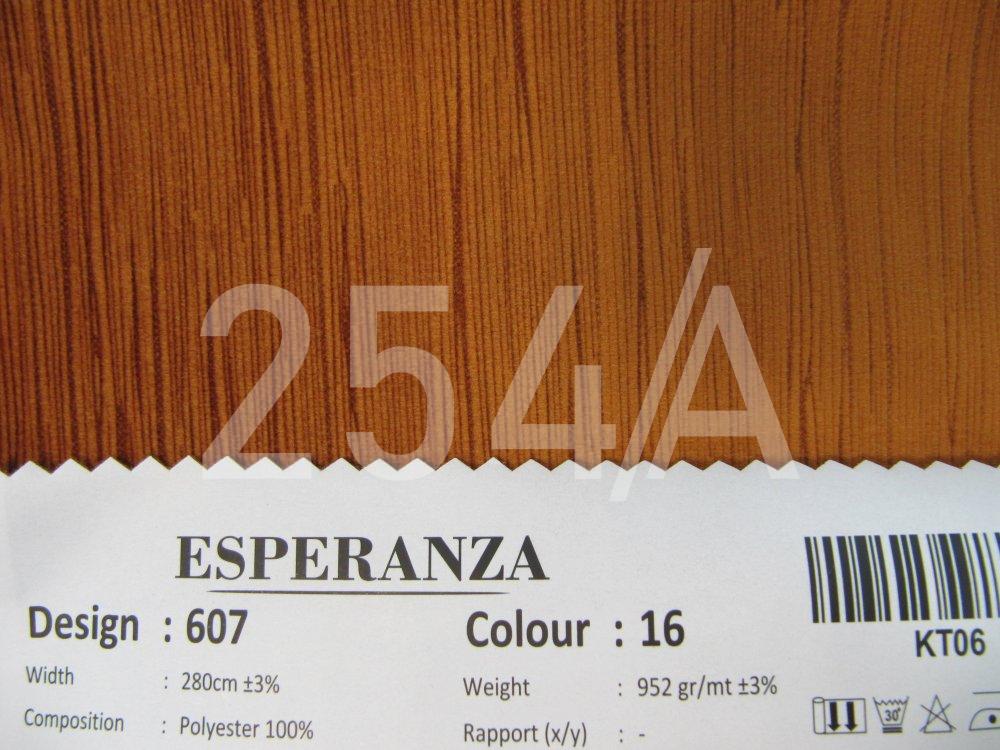 254/A
ESPERANZA
Design : 607
Colour : 16
KT06
Width : 280cm ±3%
Weight : 952 gr/mt ±3%
30°
Composition : Polyester 100%
Rapport (x/y) : -